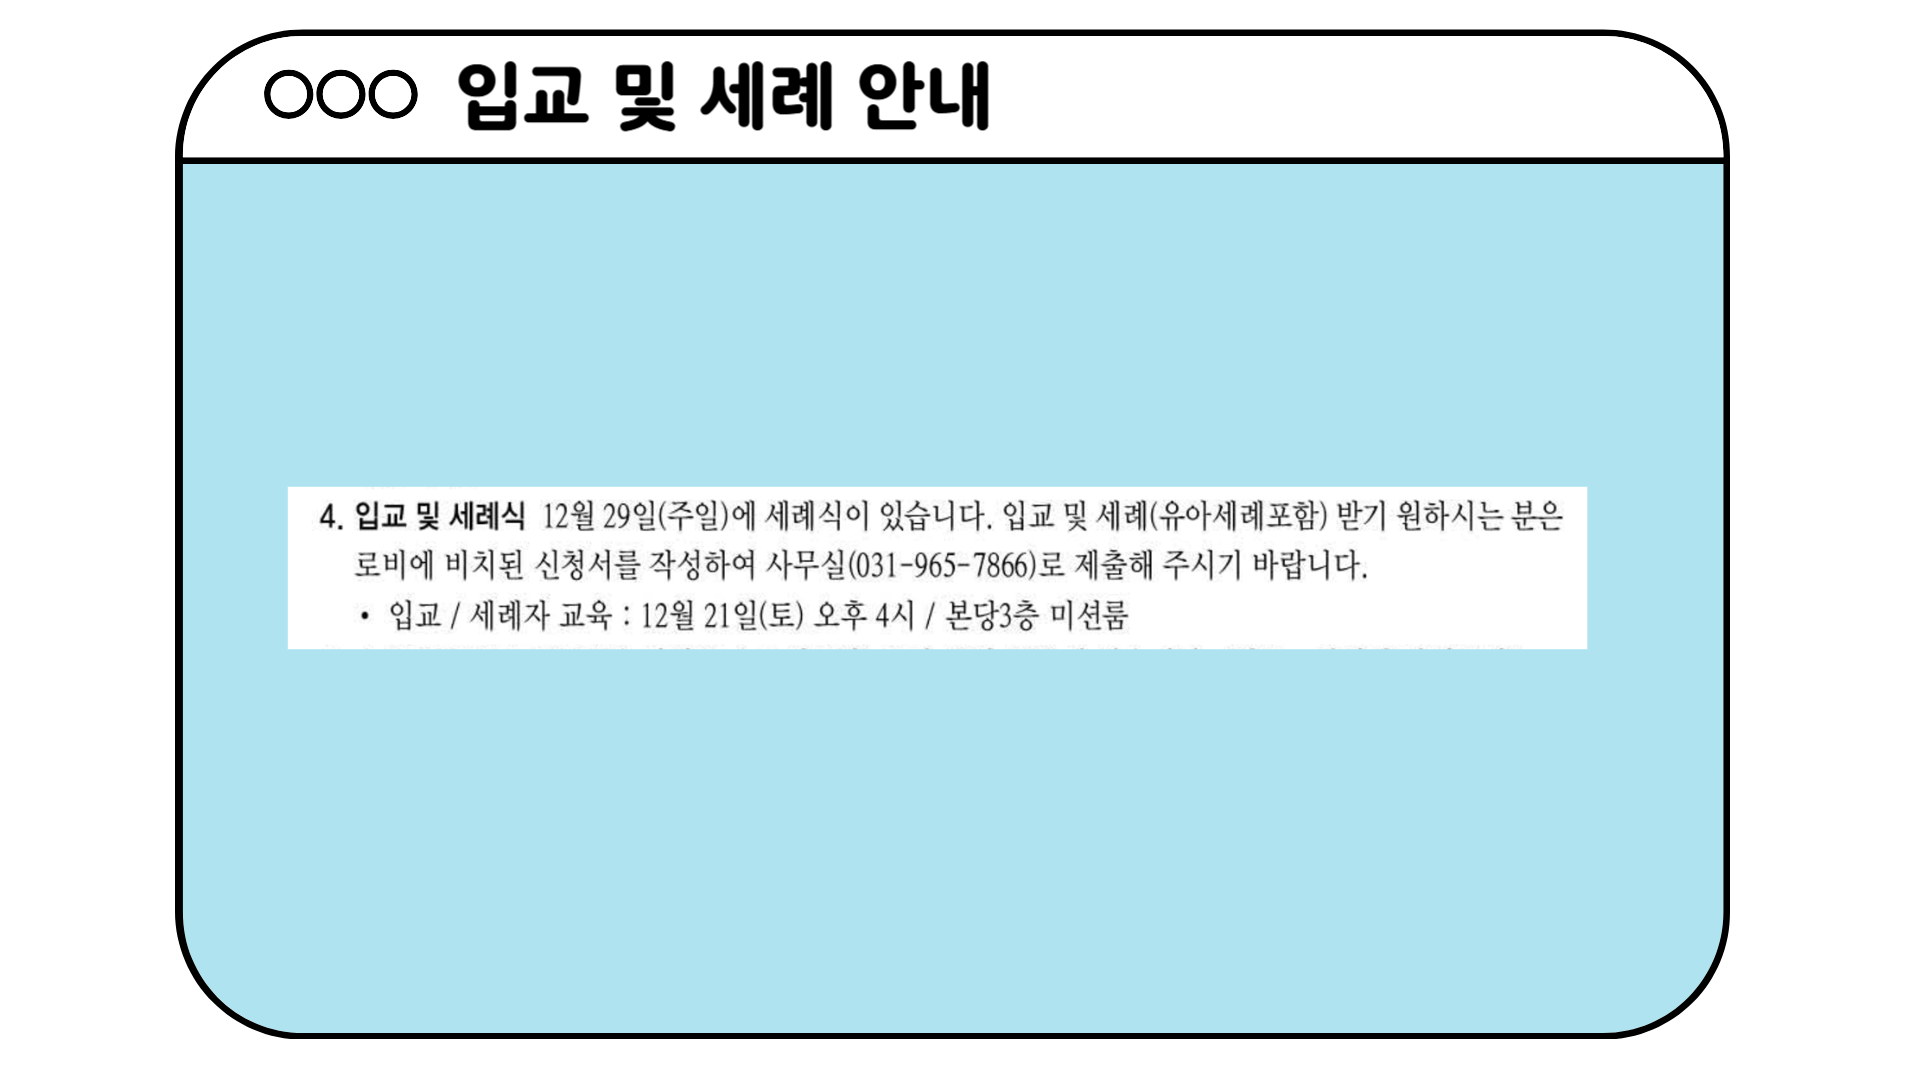 입교 및 세례 안내
4. 입교 및 세례식 12월 29일(주일)에 세례식이 있습니다. 입교 및 세례(유아세례포함) 받기 원하시는 분은
로비에 비치된 신청서를 작성하여 사무실(031-965-7866)로 제출해 주시기 바랍니다.
• 입교 / 세례자 교육 : 12월 21일(토) 오후 4시 / 본당3층 미션룸